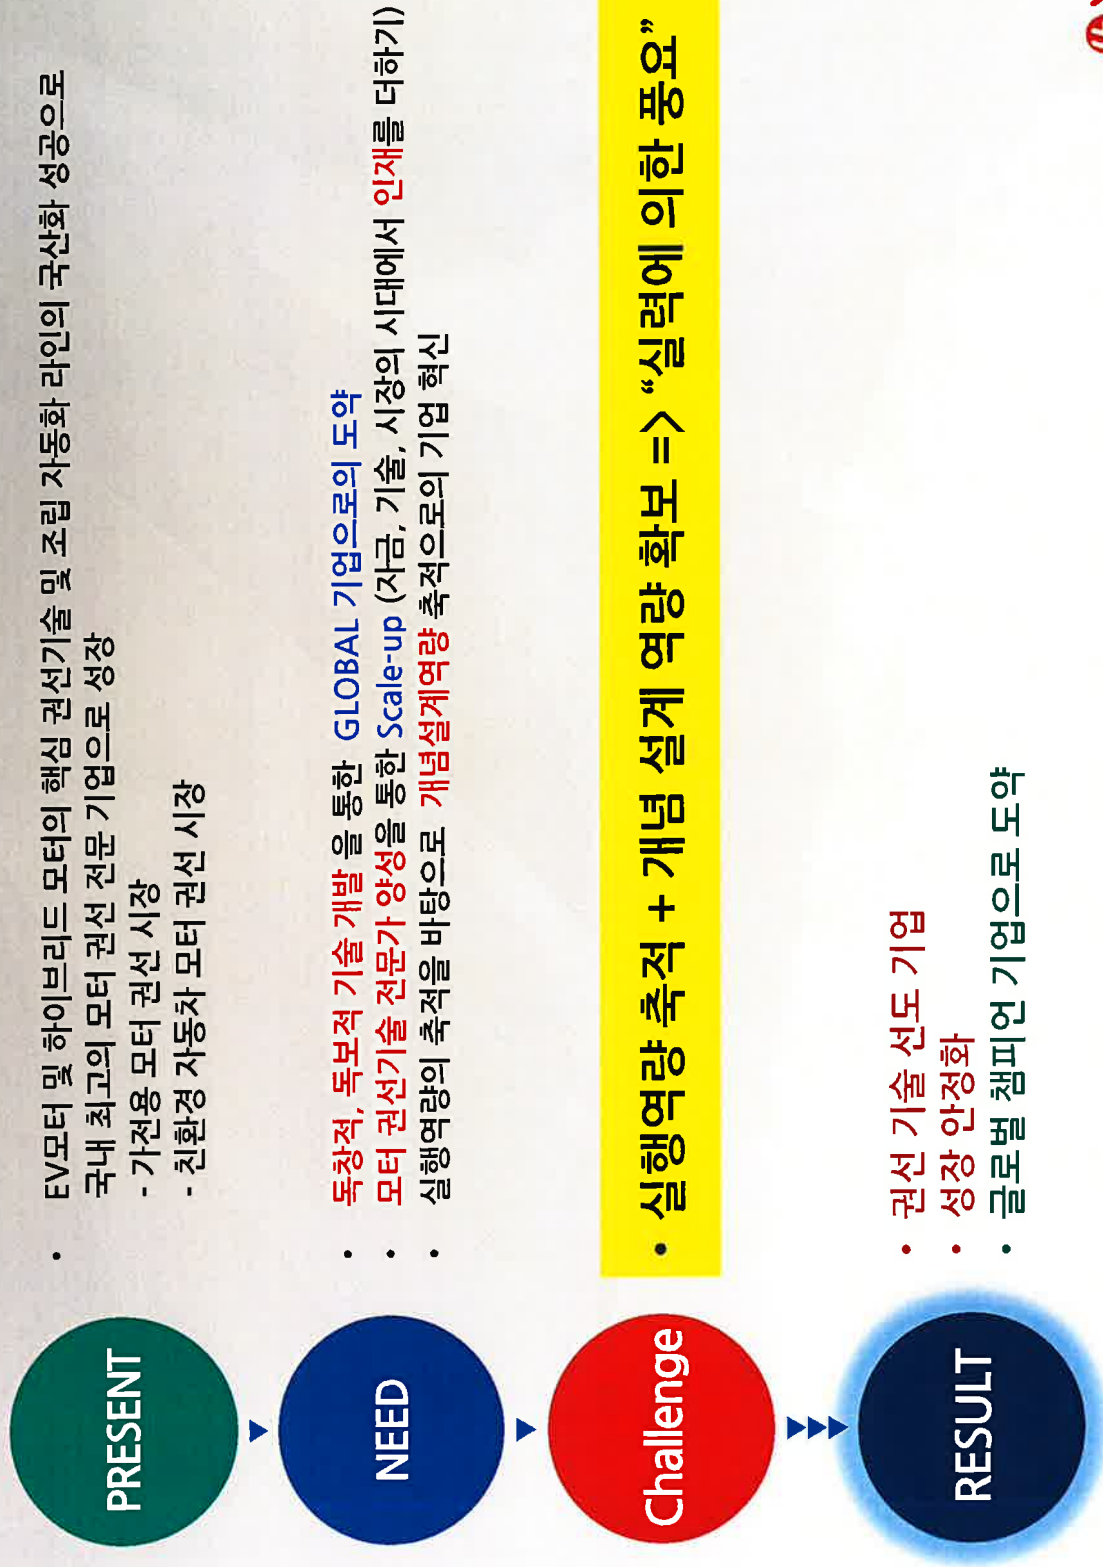 PRESENT
• EV모터 및 하이브리드 모터의 핵심 권선기술 및 조립 자동화 라인의 국산화 성공으로
국내 최고의 모터 권선 전문 기업으로 성장
- 가전용 모터 권선 시장
- 친환경 자동차 모터 권선 시장
NEED
• 독창적, 독보적 기술 개발 을 통한 GLOBAL 기업으로의 도약
• 모터 권선기술 전문가 양성을 통한 Scale-up (자금, 기술, 시장의 시대에서 인재를 더하기)
• 실행역량의 축적을 바탕으로 개념설계역량 축적으로의 기업 혁신
Challenge
• 실행역량 축적 + 개념 설계 역량 확보 => “실력에 의한 풍요”
RESULT
• 권선 기술 선도 기업
• 성장 안정화
• 글로벌 챔피언 기업으로 도약